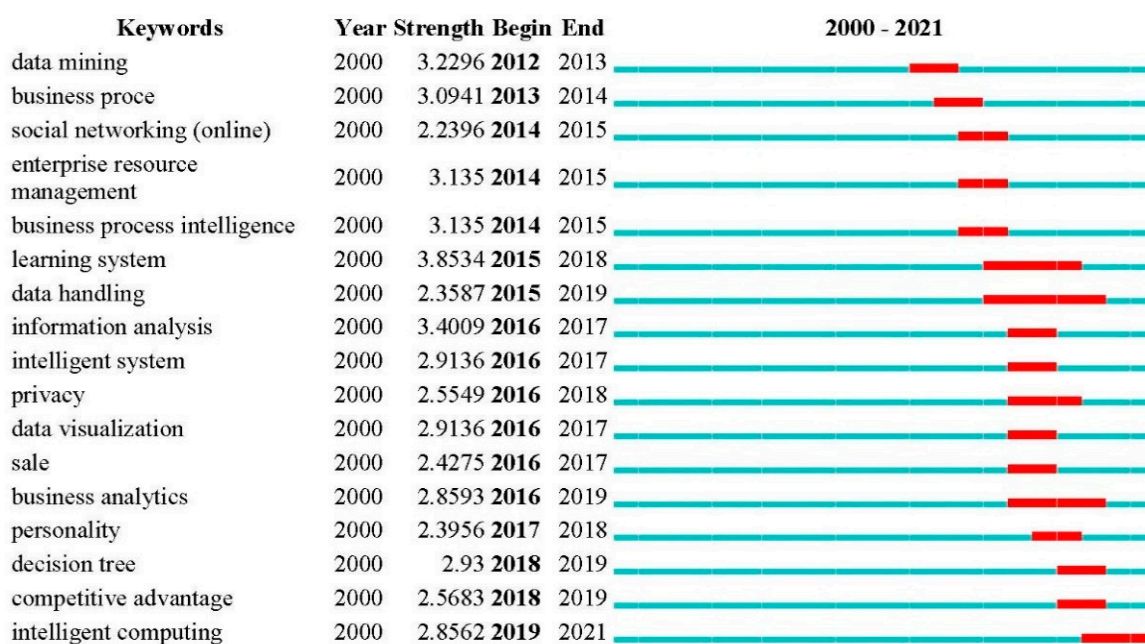 Keywords Year Strength Begin End 2000 - 2021
data mining 2000 3.2296 2012 2013
business proce 2000 3.0941 2013 2014
social networking (online) 2000 2.2396 2014 2015
enterprise resource
management 2000 3.135 2014 2015
business process intelligence 2000 3.135 2014 2015
learning system 2000 3.8534 2015 2018
data handling 2000 2.3587 2015 2019
information analysis 2000 3.4009 2016 2017
intelligent system 2000 2.9136 2016 2017
privacy 2000 2.5549 2016 2018
data visualization 2000 2.9136 2016 2017
sale 2000 2.4275 2016 2017
business analytics 2000 2.8593 2016 2019
personality 2000 2.3956 2017 2018
decision tree 2000 2.93 2018 2019
competitive advantage 2000 2.5683 2018 2019
intelligent computing 2000 2.8562 2019 2021